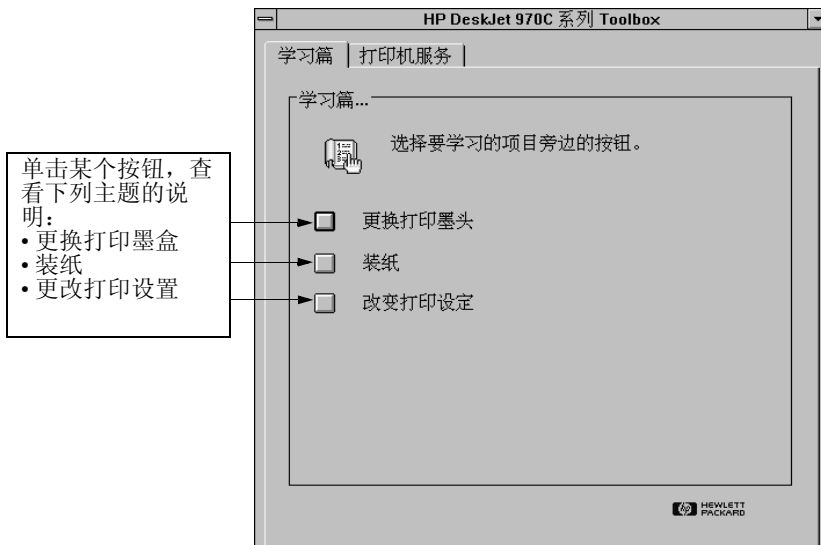 HP DeskJet 970C 系列 Toolbox
学习篇
打印机服务
学习篇...
选择要学习的项目旁边的按钮。
单击某个按钮，查
看下列主题的说
明：
• 更换打印墨盒
• 装纸
• 更改打印设置
更换打印墨头
装纸
改变打印设定
hp HEWLETT
PACKARD